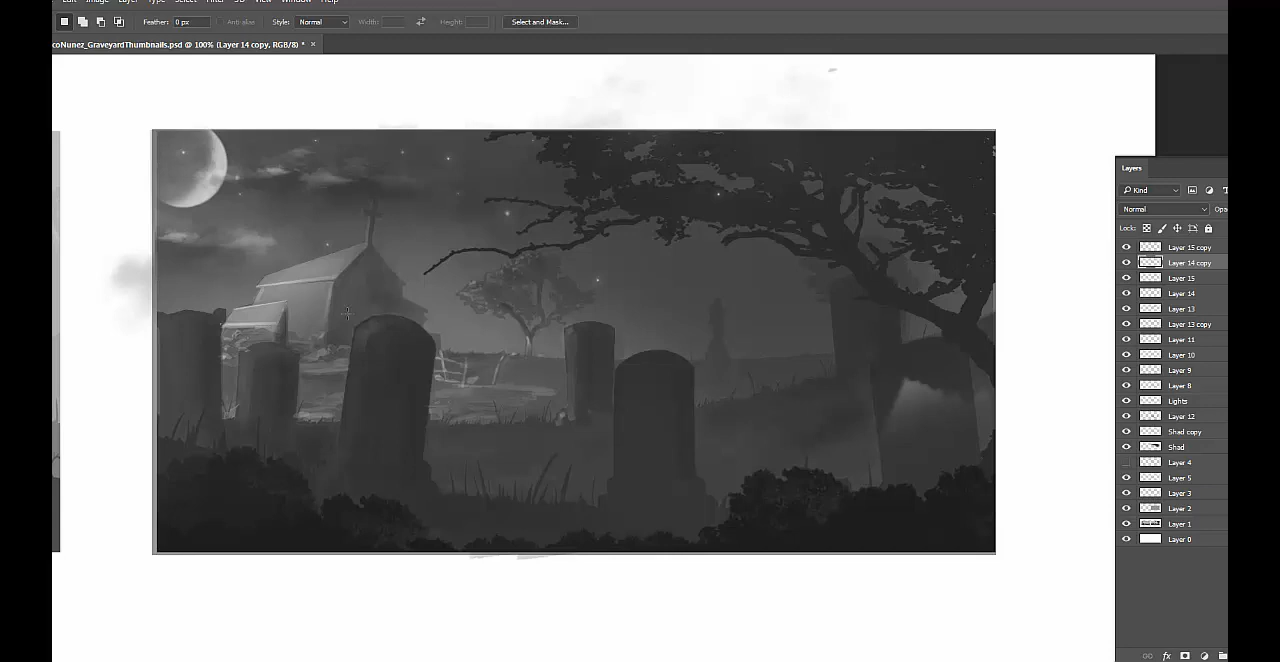 Edit Image Layer Type Select Filter 3D View Window Help
Feather: 0 px Anti-alias Style: Normal Width: Height: Select and Mask...
coNunez_GraveyardThumbnails.psd @ 100% (Layer 14 copy, RGB/8) * ×
Layers
Kind
Normal Opa
Lock:
Layer 15 copy
Layer 14 copy
Layer 15
Layer 14
Layer 13
Layer 13 copy
Layer 11
Layer 10
Layer 9
Layer 8
Lights
Layer 12
Shad copy
Shad
Layer 4
Layer 5
Layer 3
Layer 2
Layer 1
Layer 0
fx